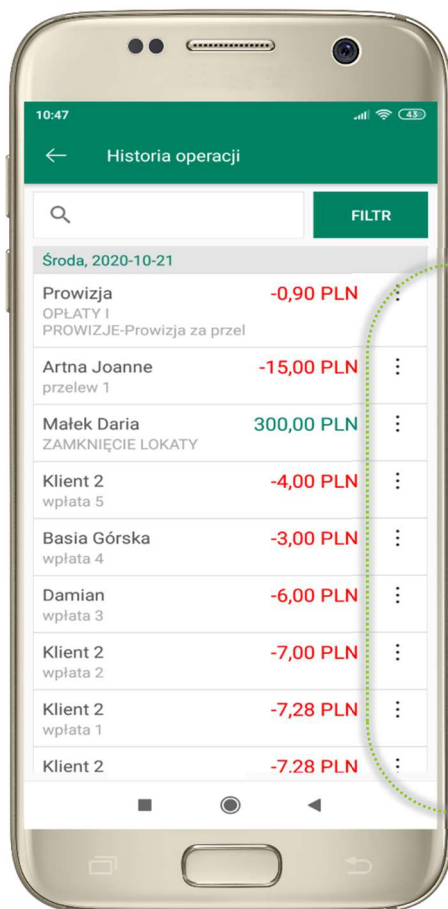 10:47
43
Historia operacji
FILTR
Środa, 2020-10-21
Prowizja -0,90 PLN
OPŁATY I
PROWIZJE-Prowizja za przel
Artna Joanne -15,00 PLN
przelew 1
Małek Daria 300,00 PLN
ZAMKNIĘCIE LOKATY
Klient 2 -4,00 PLN
wpłata 5
Basia Górska -3,00 PLN
wpłata 4
Damian -6,00 PLN
wpłata 3
Klient 2 -7,00 PLN
wpłata 2
Klient 2 -7,28 PLN
wpłata 1
Klient 2 -7,28 PLN